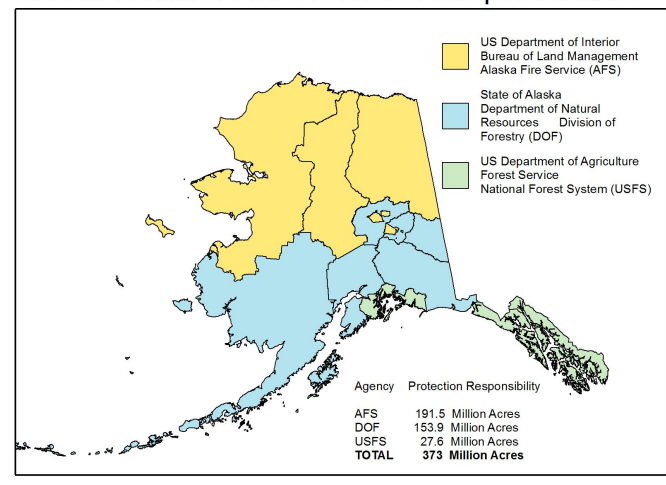 US Department of Interior
Bureau of Land Management
Alaska Fire Service (AFS)
State of Alaska
Department of Natural
Resources Division of
Forestry (DOF)
US Department of Agriculture
Forest Service
National Forest System (USFS)
Agency Protection Responsibility
AFS 191.5 Million Acres
DOF 153.9 Million Acres
USFS 27.6 Million Acres
TOTAL 373 Million Acres